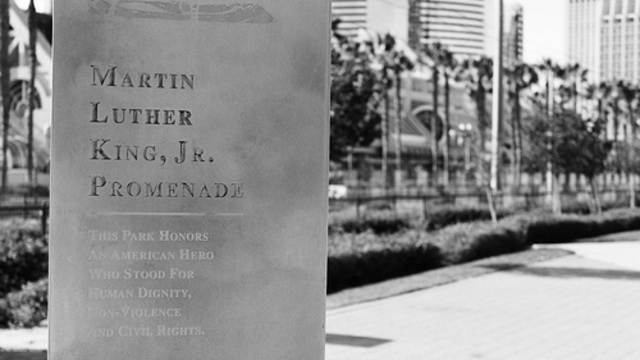 Martin
Luther
King, Jr.
Promenade
This Park Honors
An American Hero
Who Stood For
Human Dignity,
Non-Violence
and Civil Rights.